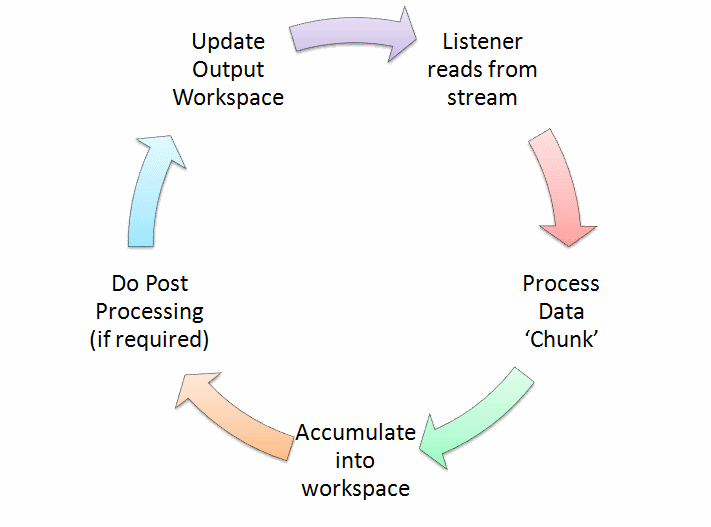 Update
Output
Workspace
Listener
reads from
stream
Process
Data
‘Chunk’
Accumulate
into
workspace
Do Post
Processing
(if required)